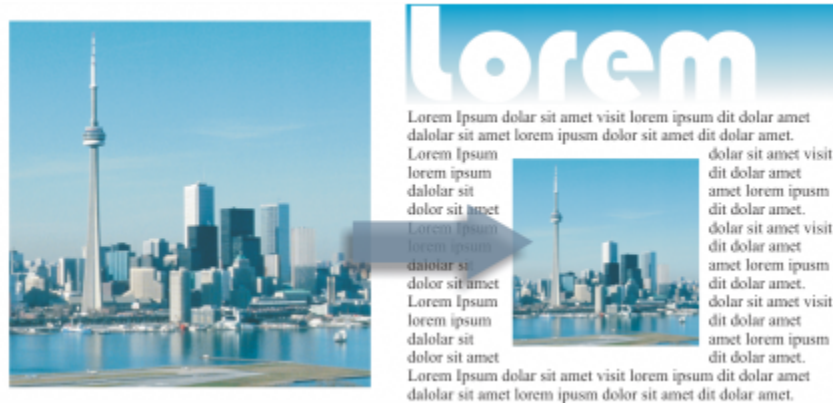 Lorem
Lorem Ipsum dolar sit amet visit lorem ipsum dit dolar amet
dalolar sit amet lorem ipusm dolor sit amet dit dolar amet.
Lorem Ipsum dolar sit amet visit
lorem ipsum dit dolar amet
dalolar sit amet lorem ipusm
dolor sit amet dit dolar amet.
Lorem Ipsum dolar sit amet visit
lorem ipsum dit dolar amet
dalolar sit amet lorem ipusm
dolor sit amet dit dolar amet.
Lorem Ipsum dolar sit amet visit
lorem ipsum dit dolar amet
dalolar sit amet lorem ipusm
dolor sit amet dit dolar amet.
Lorem Ipsum dolar sit amet visit lorem ipsum dit dolar amet
dalolar sit amet lorem ipusm dolor sit amet dit dolar amet.